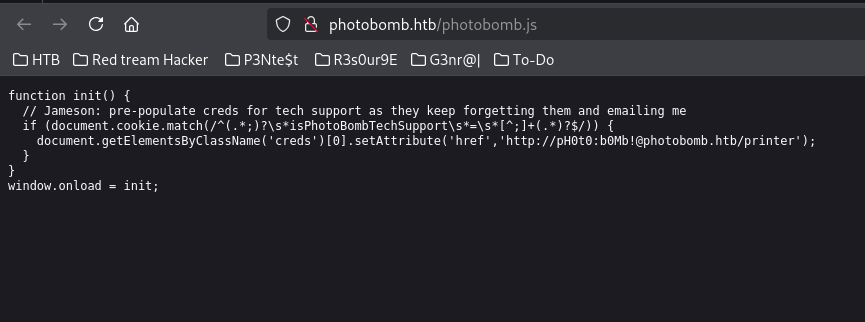 photobomb.htb/photobomb.js
HTB Red tream Hacker P3Nte$t R3s0ur9E G3nr@| To-Do
function init() {
  // Jameson: pre-populate creds for tech support as they keep forgetting them and emailing me
  if (document.cookie.match(/^(.*;)?\s*isPhotoBombTechSupport\s*=\s*[^;]+(.*)?$/)) {
    document.getElementsByClassName('creds')[0].setAttribute('href','http://pH0t0:b0Mb!@photobomb.htb/printer');
  }
}
window.onload = init;